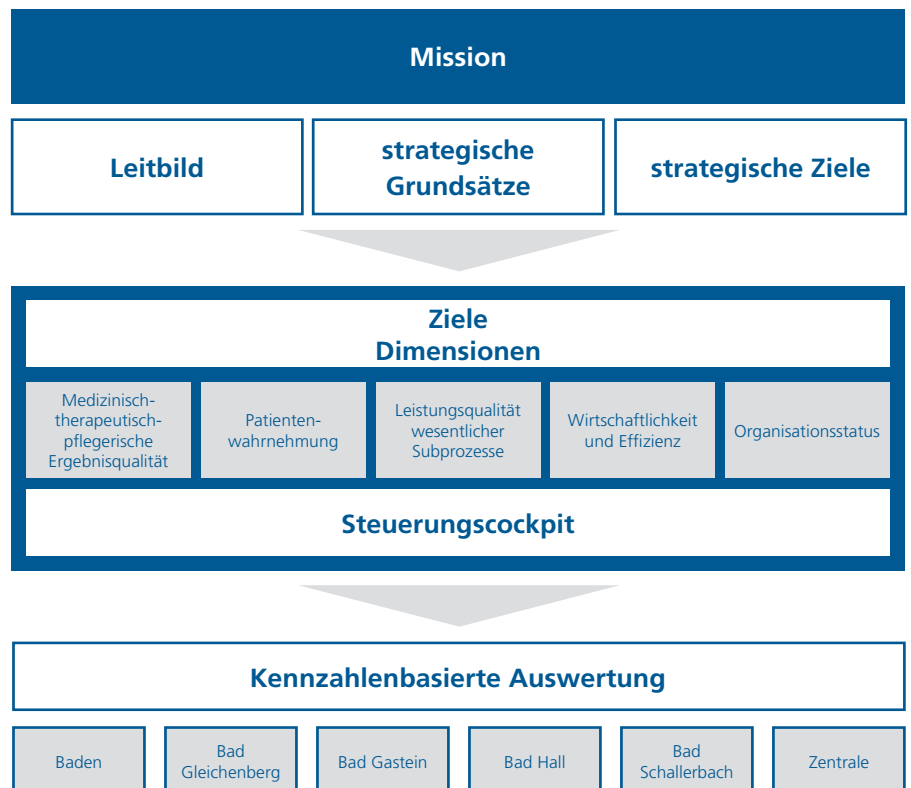 Mission
Leitbild
strategische
Grundsätze
strategische Ziele
Ziele
Dimensionen
Medizinisch-
therapeutisch-
pflegerische
Ergebnisqualität
Patienten-
wahrnehmung
Leistungsqualität
wesentlicher
Subprozesse
Wirtschaftlichkeit
und Effizienz
Organisationsstatus
Steuerungscockpit
Kennzahlenbasierte Auswertung
Baden
Bad
Gleichenberg
Bad Gastein
Bad Hall
Bad
Schallerbach
Zentrale